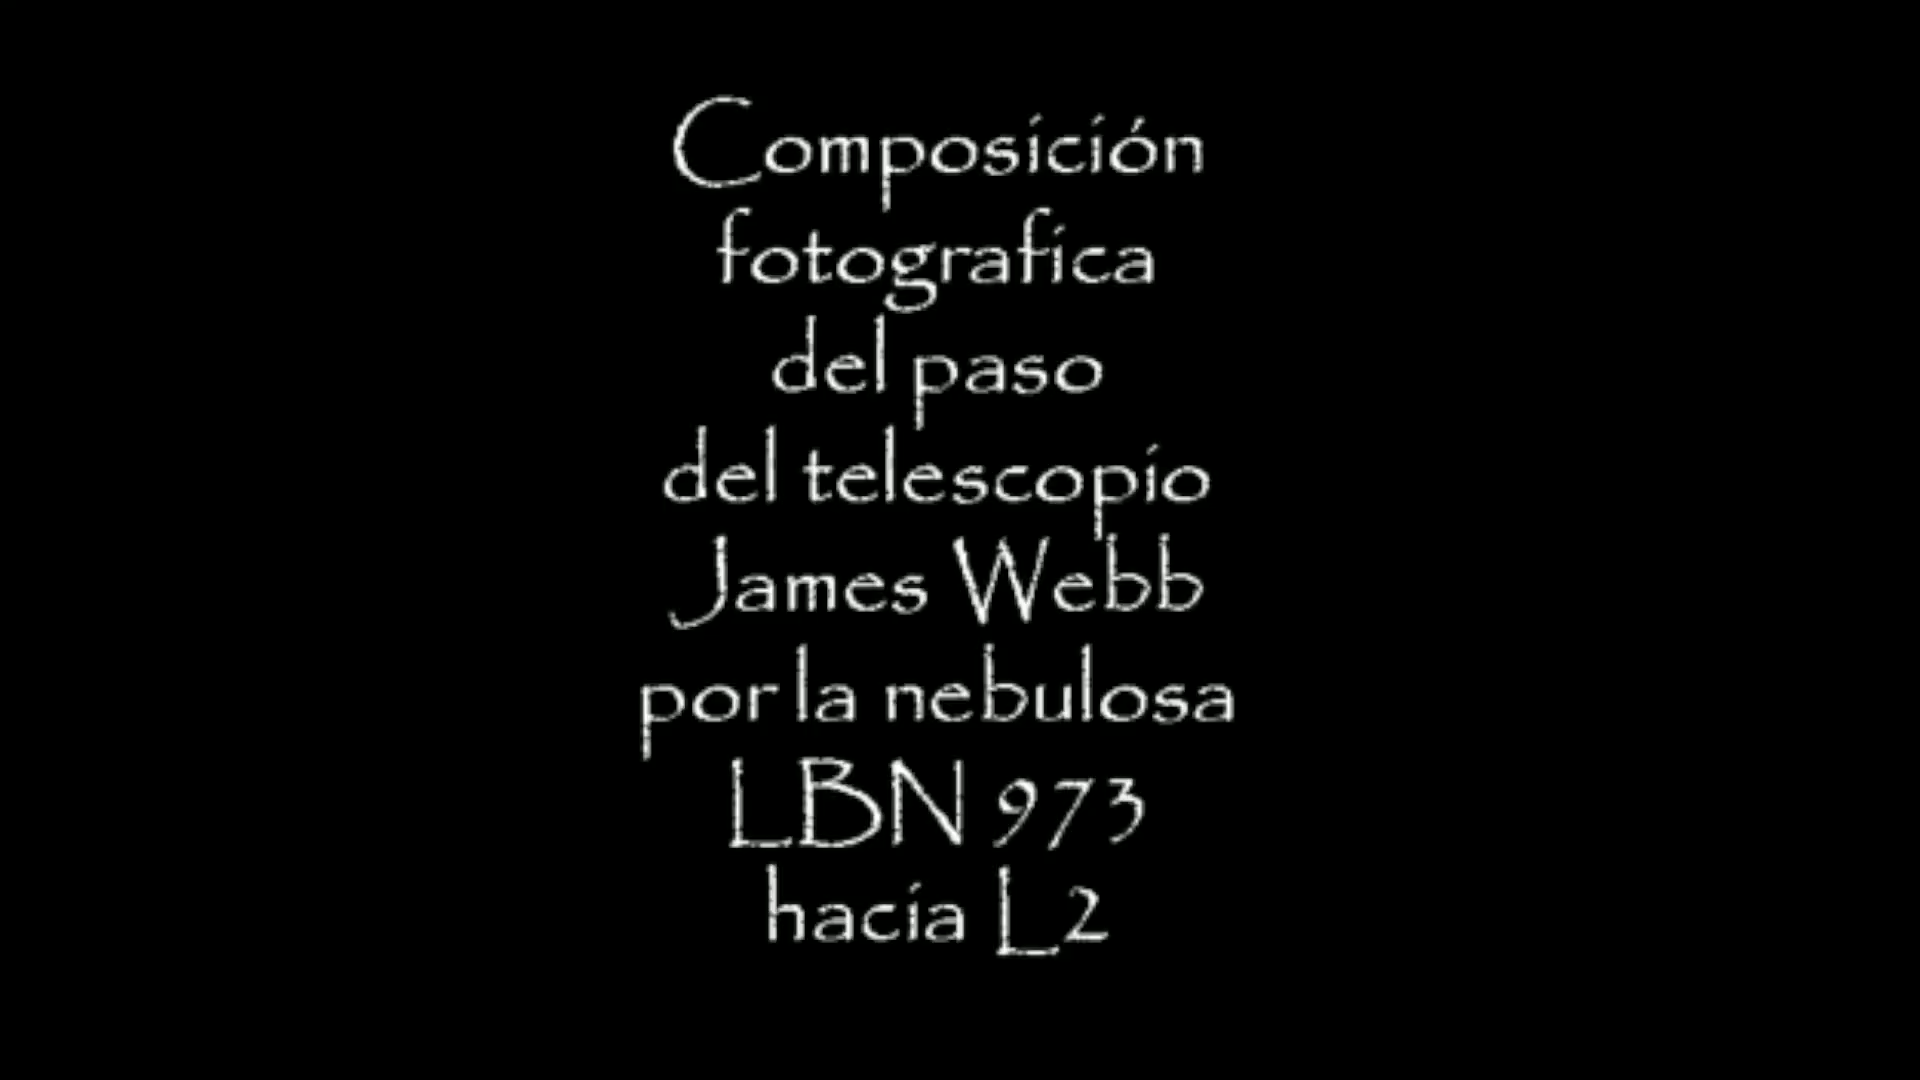 Composición
fotografica
del paso
del telescopio
James Webb
por la nebulosa
LBN 973
hacia L2